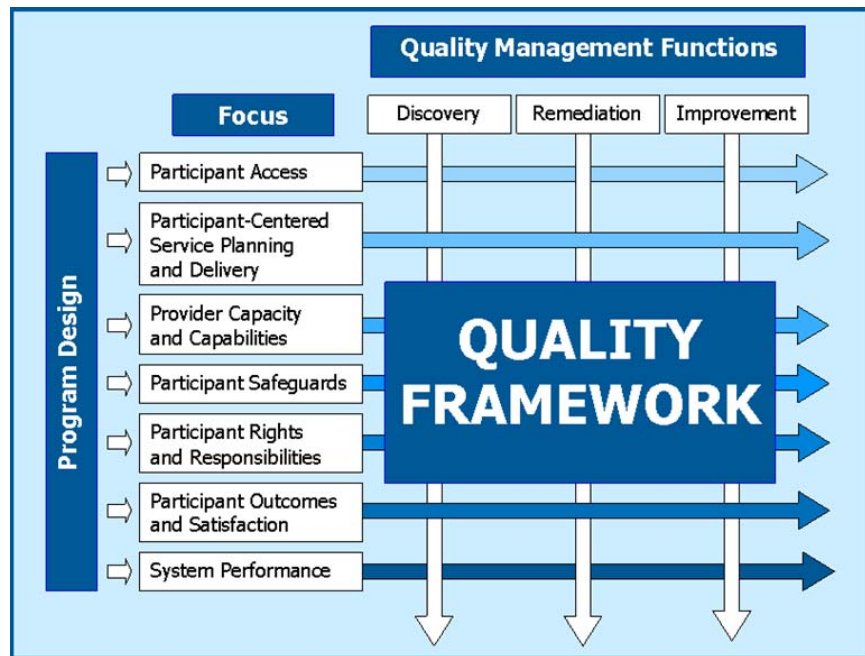 Quality Management Functions
Focus
Discovery
Remediation
Improvement
Program Design
Participant Access
Participant-Centered
Service Planning
and Delivery
Provider Capacity
and Capabilities
Participant Safeguards
Participant Rights
and Responsibilities
Participant Outcomes
and Satisfaction
System Performance
QUALITY
FRAMEWORK